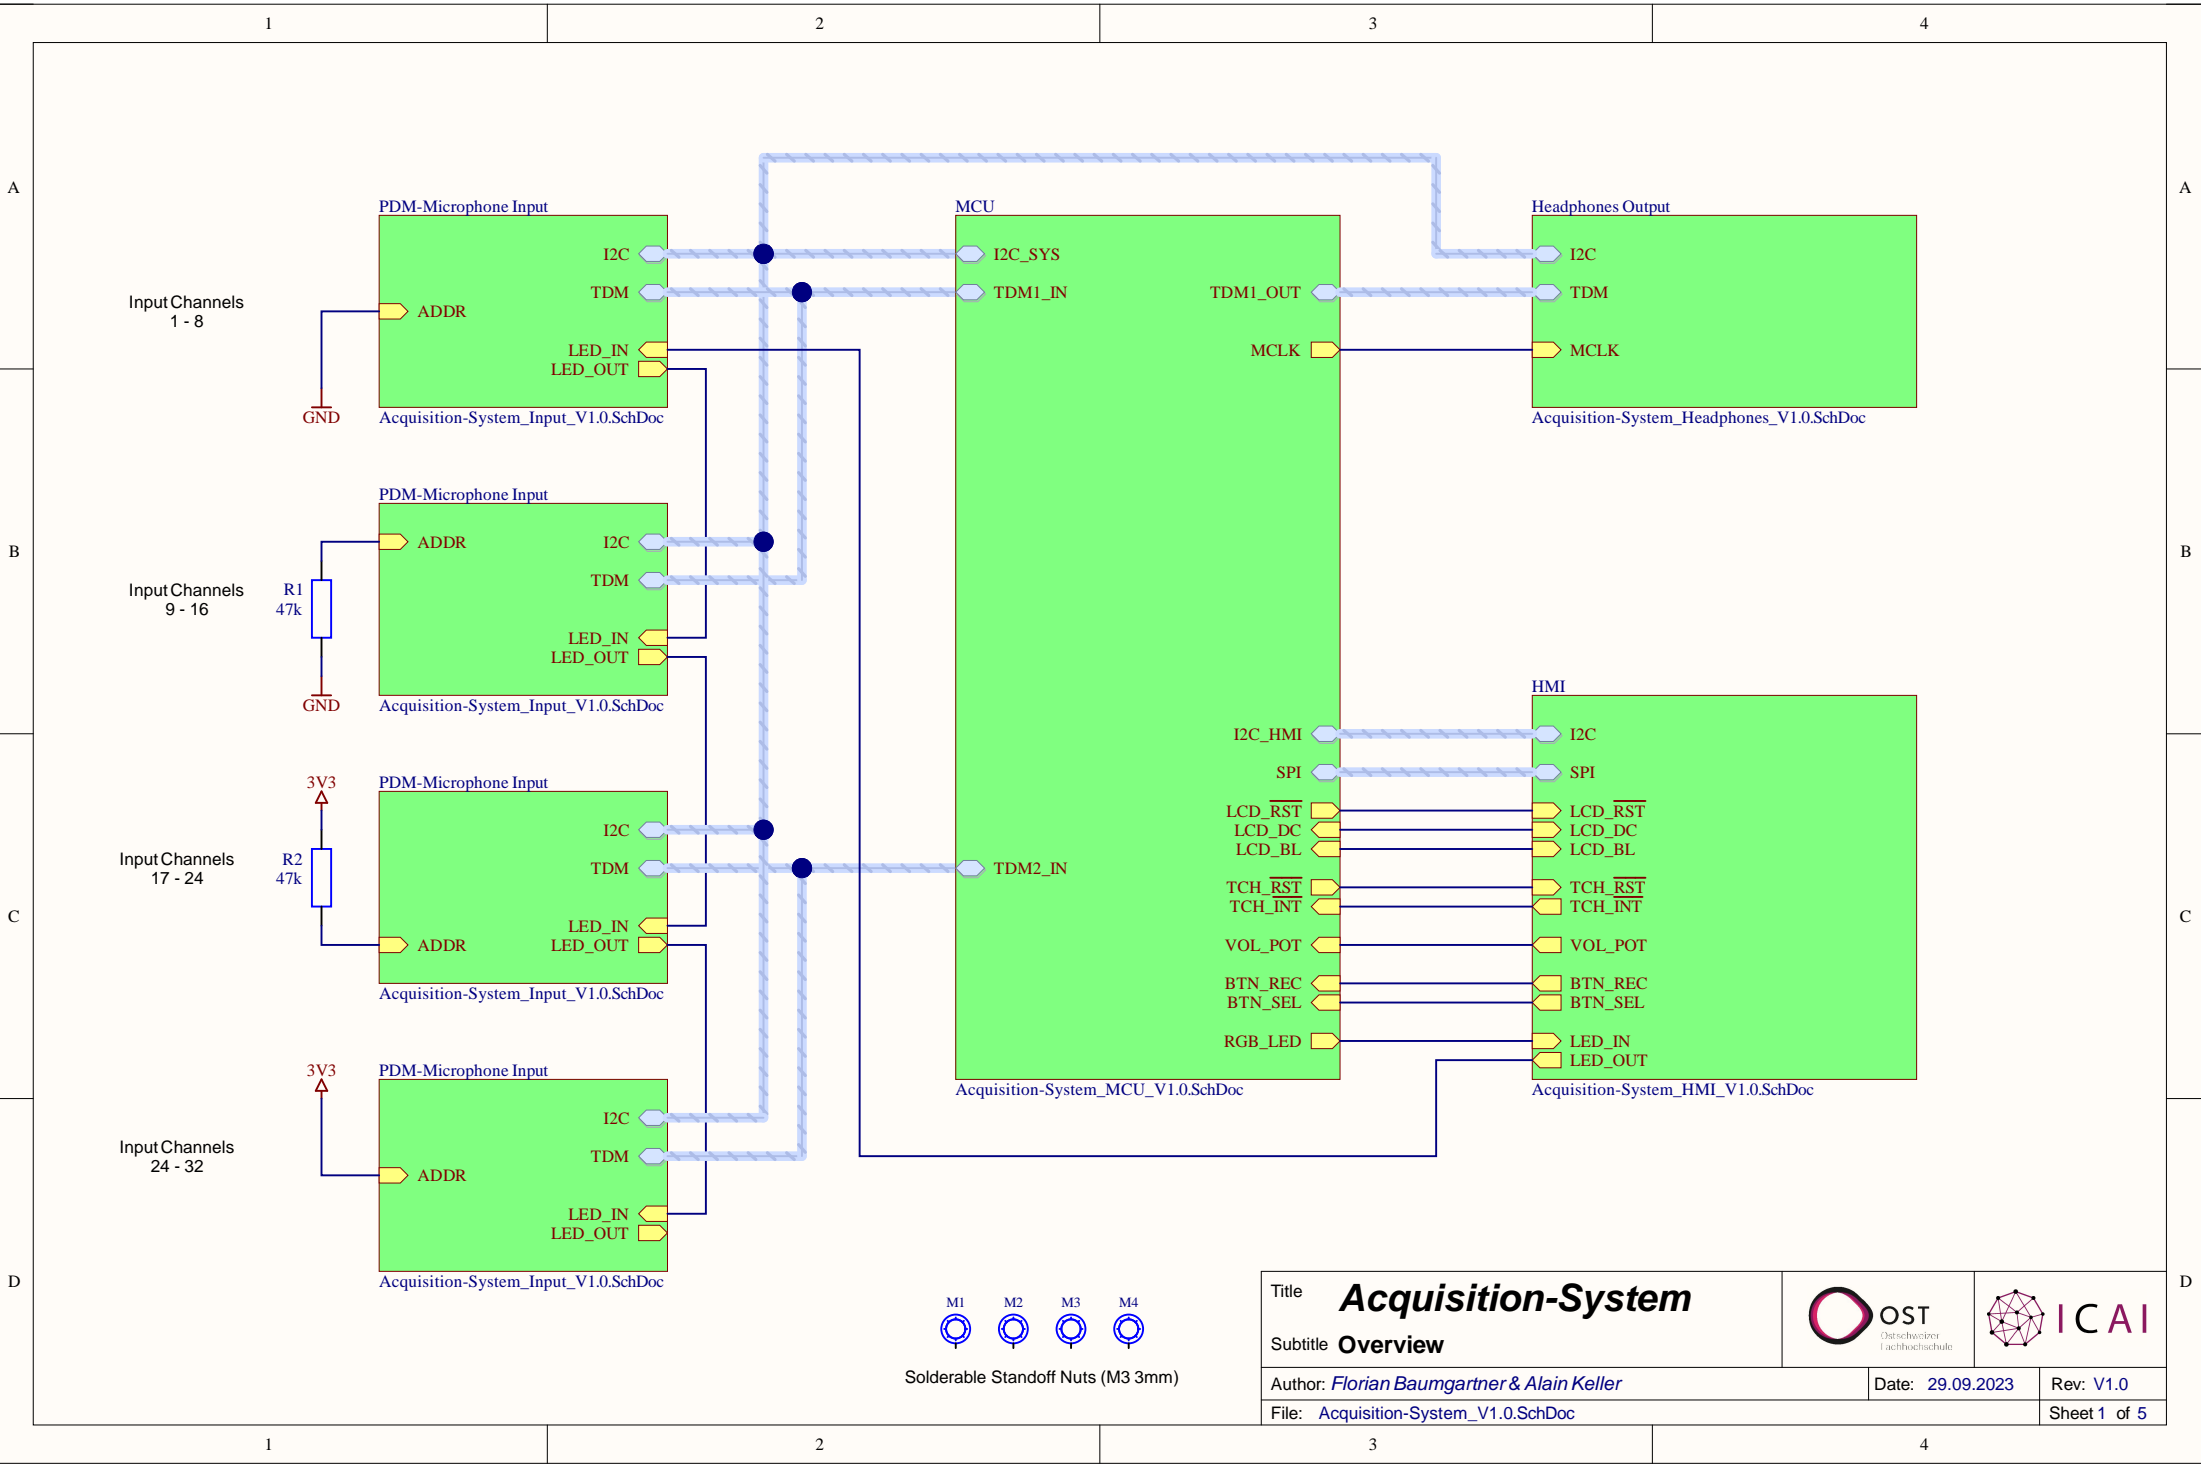 1 2 3 4
A A
B B
C C
D D
PDM-Microphone Input
Input Channels
1 - 8
I2C
TDM
ADDR
LED_IN
LED_OUT
GND
Acquisition-System_Input_V1.0.SchDoc
PDM-Microphone Input
Input Channels
9 - 16
R1
47k
ADDR
I2C
TDM
LED_IN
LED_OUT
GND
Acquisition-System_Input_V1.0.SchDoc
3V3
PDM-Microphone Input
Input Channels
17 - 24
R2
47k
I2C
TDM
LED_IN
ADDR
LED_OUT
Acquisition-System_Input_V1.0.SchDoc
3V3
PDM-Microphone Input
Input Channels
24 - 32
I2C
TDM
ADDR
LED_IN
LED_OUT
Acquisition-System_Input_V1.0.SchDoc
MCU
I2C_SYS
TDM1_IN
TDM1_OUT
MCLK
I2C_HMI
SPI
LCD_RST
LCD_DC
LCD_BL
TDM2_IN
TCH_RST
TCH_INT
VOL_POT
BTN_REC
BTN_SEL
RGB_LED
Acquisition-System_MCU_V1.0.SchDoc
Headphones Output
I2C
TDM
MCLK
Acquisition-System_Headphones_V1.0.SchDoc
HMI
I2C
SPI
LCD_RST
LCD_DC
LCD_BL
TCH_RST
TCH_INT
VOL_POT
BTN_REC
BTN_SEL
LED_IN
LED_OUT
Acquisition-System_HMI_V1.0.SchDoc
M1 M2 M3 M4
Solderable Standoff Nuts (M3 3mm)
Title Acquisition-System
Subtitle Overview
OST
Ostschweizer
Fachhochschule
ICAI
Author: Florian Baumgartner & Alain Keller
Date: 29.09.2023
Rev: V1.0
File: Acquisition-System_V1.0.SchDoc
Sheet 1 of 5
1 2 3 4